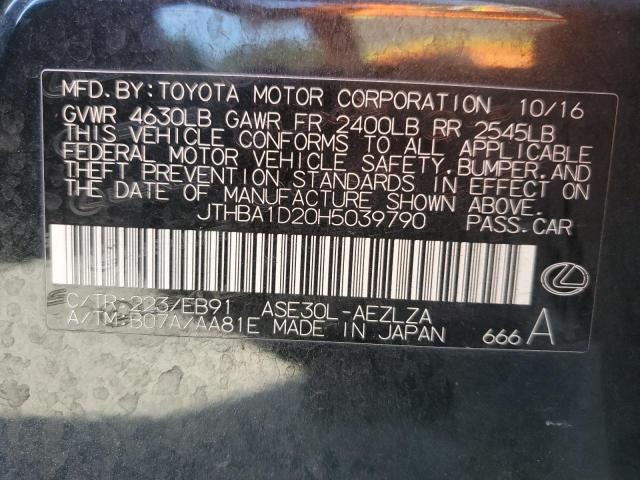 MFD. BY: TOYOTA MOTOR CORPORATION 10/16
GVWR 4630LB GAWR FR 2400LB RR 2545LB
THIS VEHICLE CONFORMS TO ALL APPLICABLE
FEDERAL MOTOR VEHICLE SAFETY, BUMPER, AND
THEFT PREVENTION STANDARDS IN EFFECT ON
THE DATE OF MANUFACTURE SHOWN ABOVE.
JTHBA1D20H5039790 PASS.CAR
C/TR: 223/EB91 ASE30L-AEZLZA
A/TM-B07A/AA81E MADE IN JAPAN 666 A